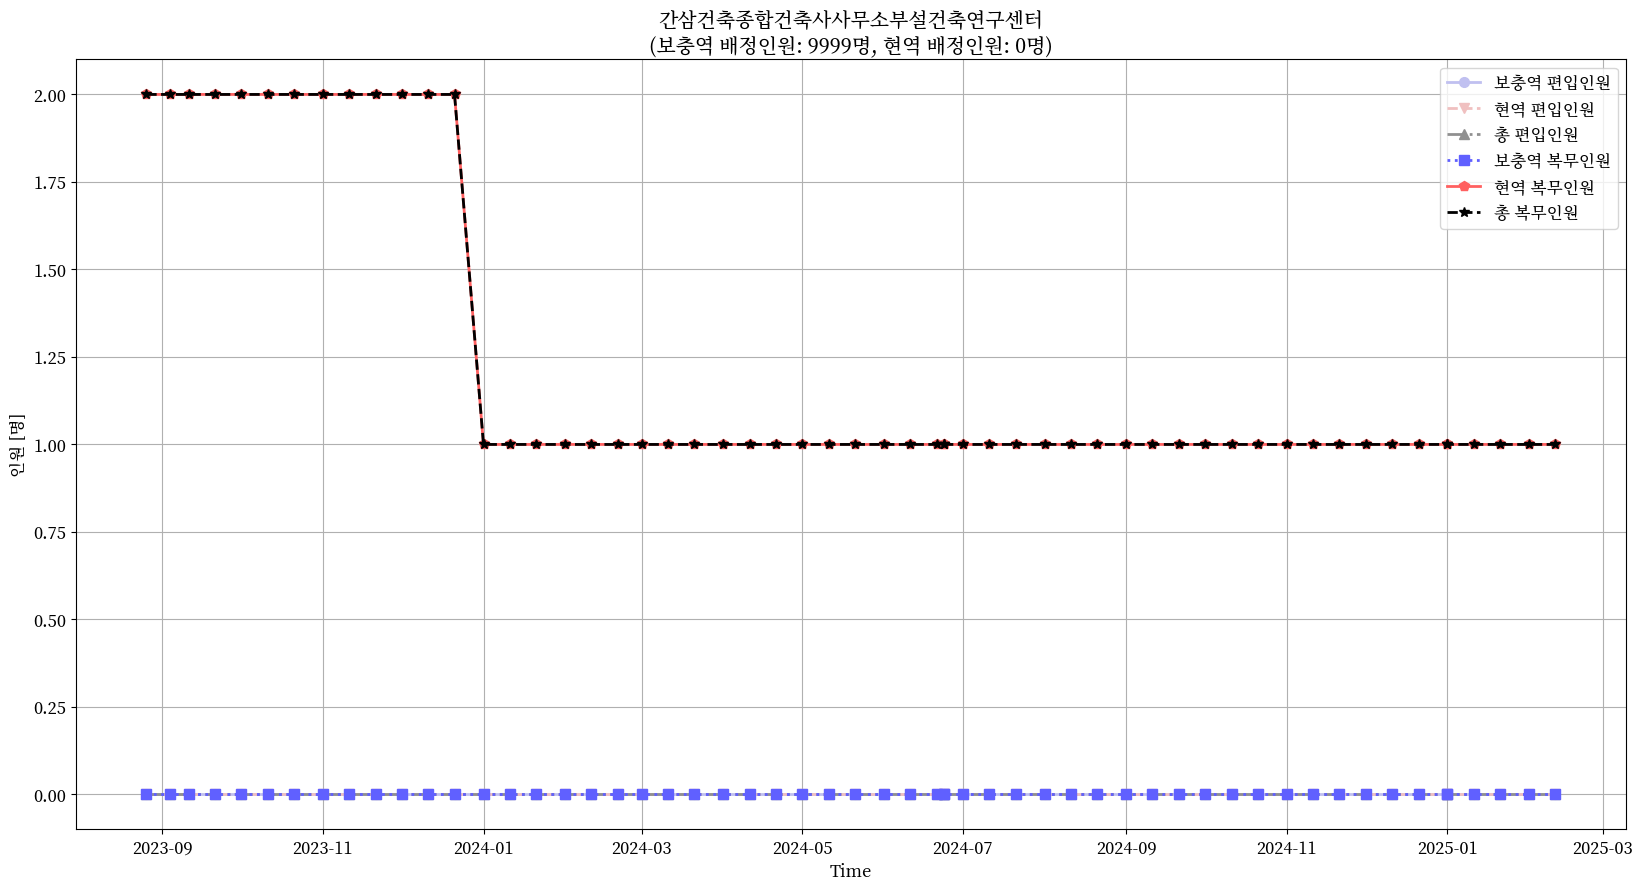 간삼건축종합건축사사무소부설건축연구센터
(보충역 배정인원: 9999명, 현역 배정인원: 0명)
보충역 편입인원
현역 편입인원
총 편입인원
보충역 복무인원
현역 복무인원
총 복무인원
2.00
1.75
1.50
1.25
1.00
0.75
0.50
0.25
0.00
인원 [명]
2023-09
2023-11
2024-01
2024-03
2024-05
2024-07
2024-09
2024-11
2025-01
2025-03
Time